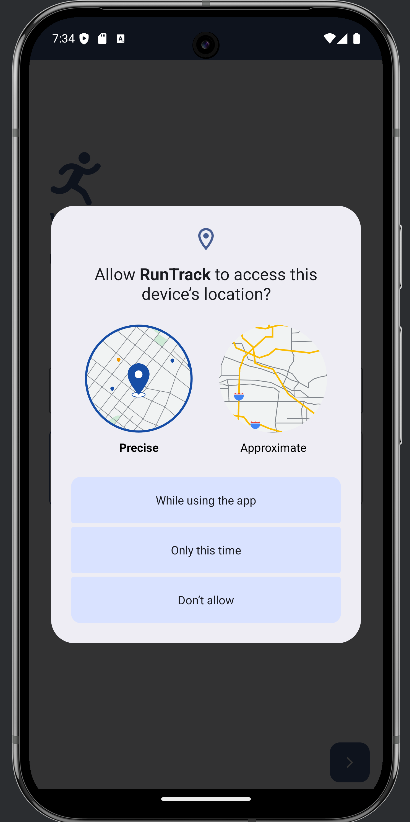 7:34
Allow RunTrack to access this
device's location?
Precise
Approximate
While using the app
Only this time
Don't allow